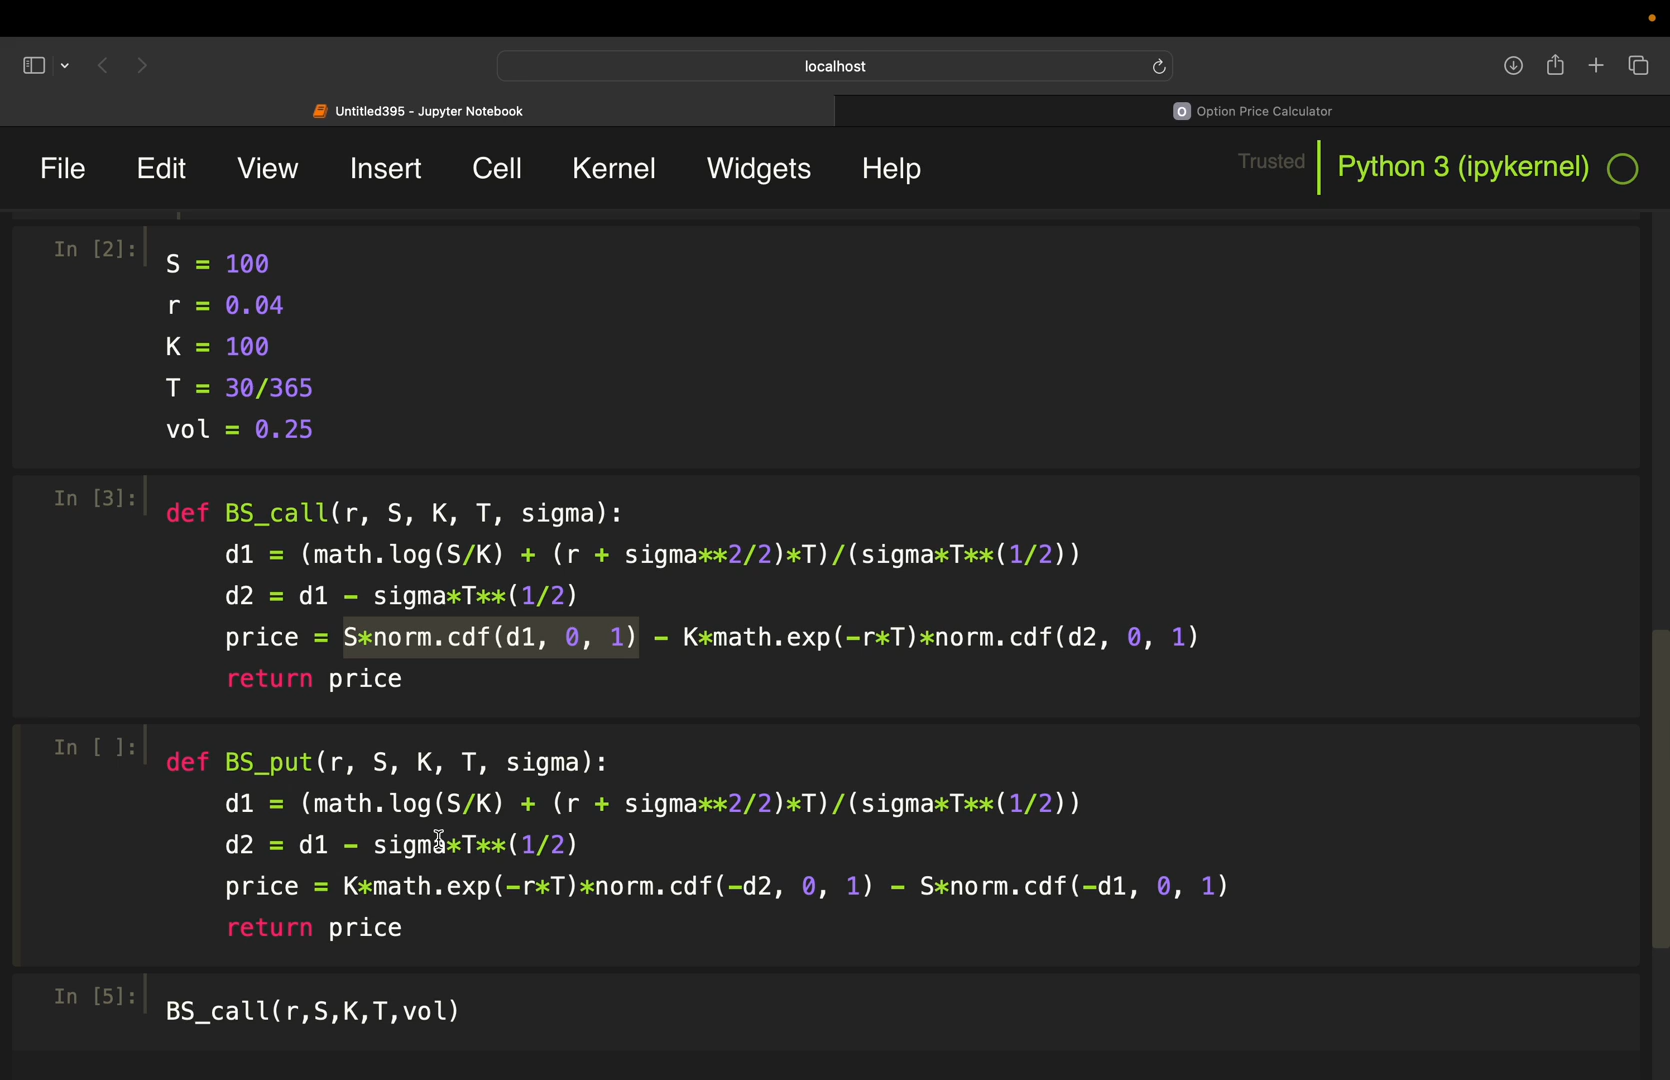 localhost
Untitled395 - Jupyter Notebook
O Option Price Calculator
File Edit View Insert Cell Kernel Widgets Help Trusted Python 3 (ipykernel)
In [2]:
S = 100
r = 0.04
K = 100
T = 30/365
vol = 0.25
In [3]:
def BS_call(r, S, K, T, sigma):
    d1 = (math.log(S/K) + (r + sigma**2/2)*T)/(sigma*T**(1/2))
    d2 = d1 - sigma*T**(1/2)
    price = S*norm.cdf(d1, 0, 1) - K*math.exp(-r*T)*norm.cdf(d2, 0, 1)
    return price
In [ ]:
def BS_put(r, S, K, T, sigma):
    d1 = (math.log(S/K) + (r + sigma**2/2)*T)/(sigma*T**(1/2))
    d2 = d1 - sigma*T**(1/2)
    price = K*math.exp(-r*T)*norm.cdf(-d2, 0, 1) - S*norm.cdf(-d1, 0, 1)
    return price
In [5]:
BS_call(r,S,K,T,vol)